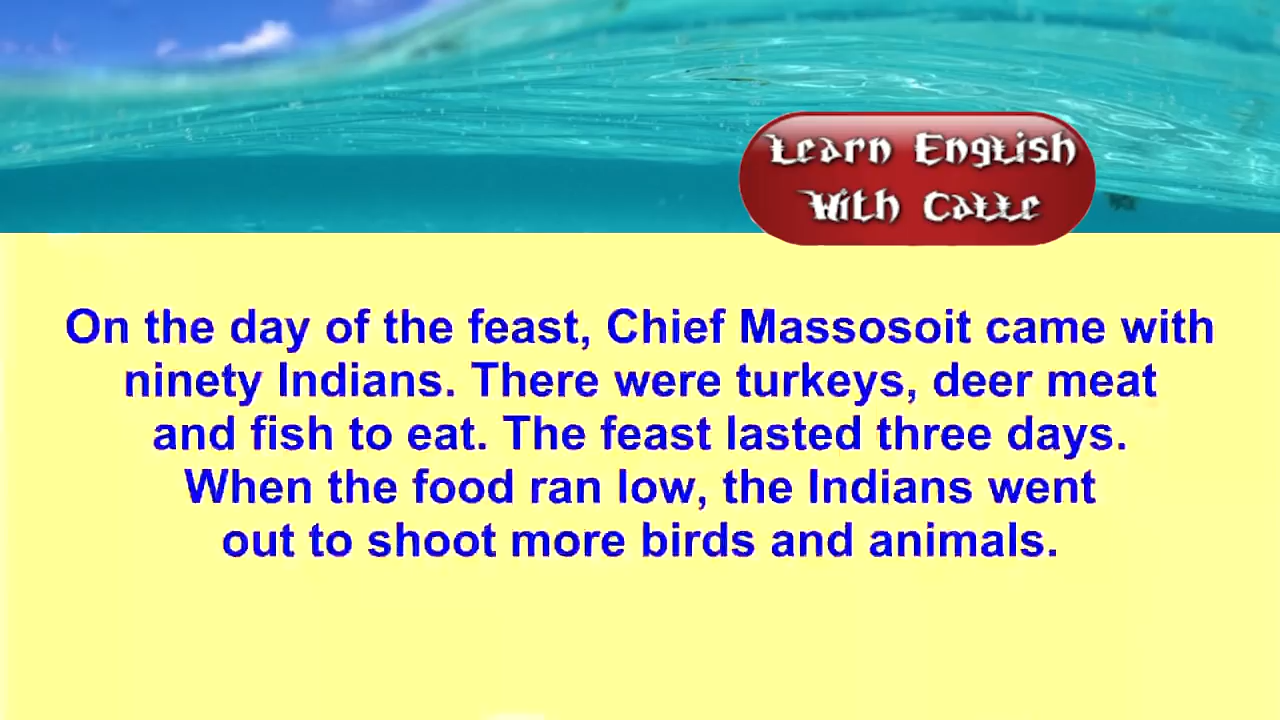 Learn English
With Calle
On the day of the feast, Chief Massosoit came with
ninety Indians. There were turkeys, deer meat
and fish to eat. The feast lasted three days.
When the food ran low, the Indians went
out to shoot more birds and animals.